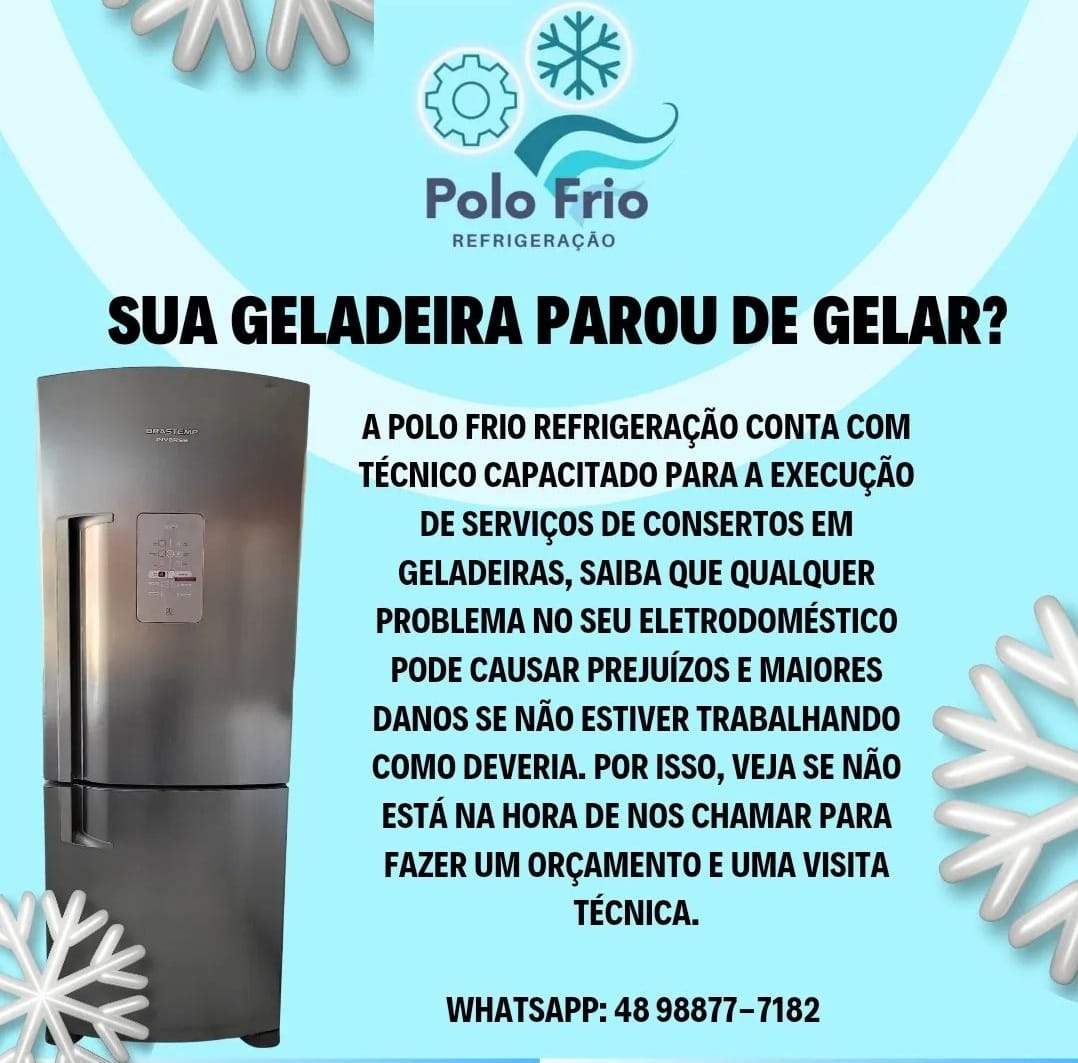 Polo Frio
REFRIGERAÇÃO
SUA GELADEIRA PAROU DE GELAR?
BRASTEMP
INVERSE
A POLO FRIO REFRIGERAÇÃO CONTA COM
TÉCNICO CAPACITADO PARA A EXECUÇÃO
DE SERVIÇOS DE CONSERTOS EM
GELADEIRAS, SAIBA QUE QUALQUER
PROBLEMA NO SEU ELETRODOMÉSTICO
PODE CAUSAR PREJUÍZOS E MAIORES
DANOS SE NÃO ESTIVER TRABALHANDO
COMO DEVERIA. POR ISSO, VEJA SE NÃO
ESTÁ NA HORA DE NOS CHAMAR PARA
FAZER UM ORÇAMENTO E UMA VISITA
TÉCNICA.
WHATSAPP: 48 98877-7182